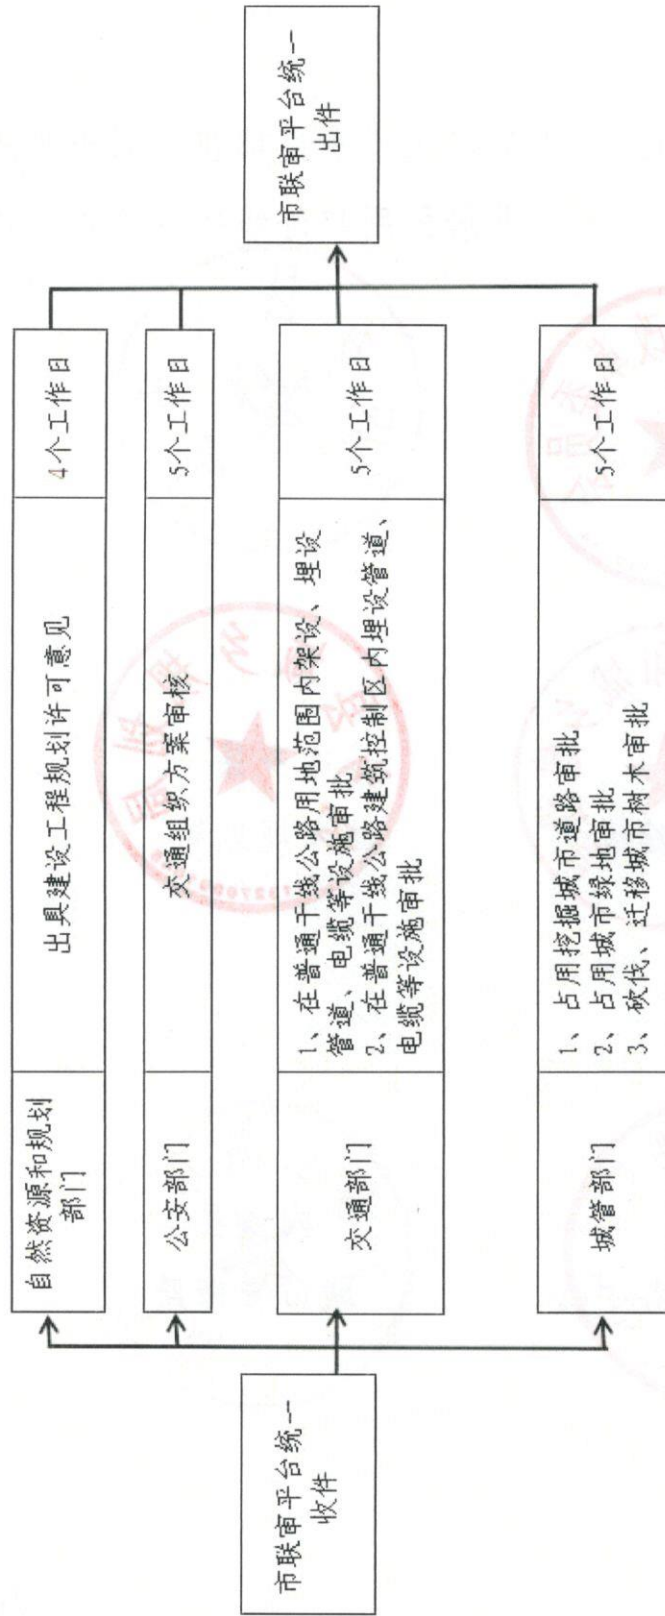 市联审平台统一
收件
自然资源和规划
部门
出具建设工程规划许可意见
4个工作日
公安部门
交通组织方案审核
5个工作日
交通部门
1、在普通干线公路用地范围内架设、埋设
管道、电缆等设施审批
2、在普通干线公路建筑控制区内埋设管道、
电缆等设施审批
5个工作日
城管部门
1、占用挖掘城市道路审批
2、占用城市绿地审批
3、砍伐、迁移城市树木审批
5个工作日
市联审平台统一
出件